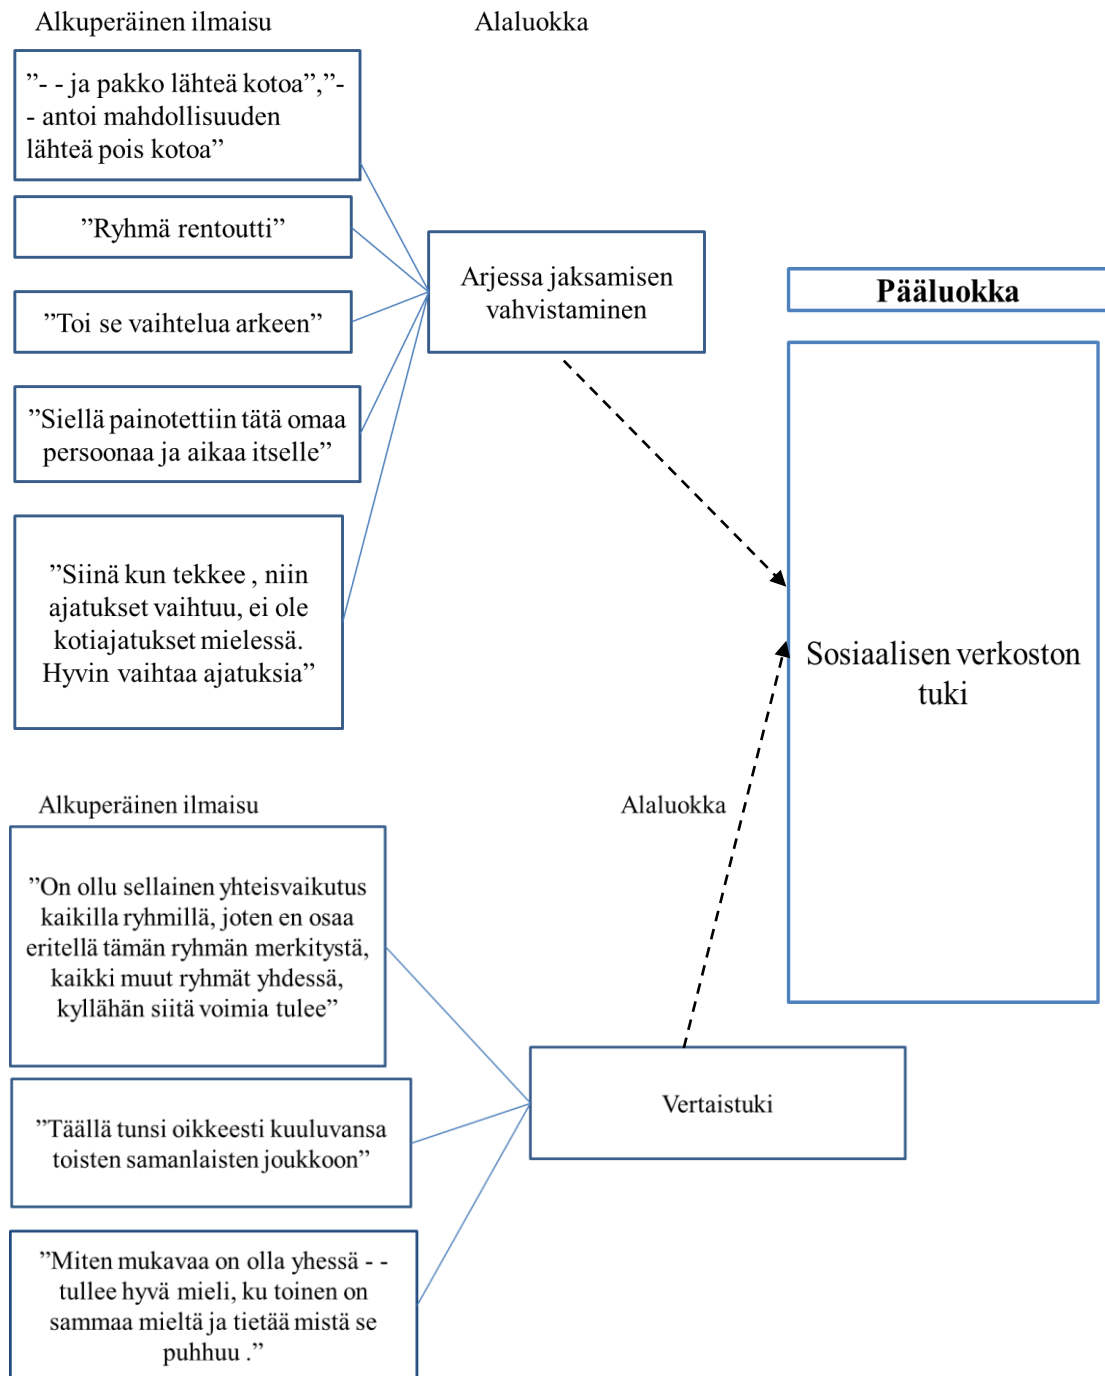 Alkuperäinen ilmaisu
Alaluokka
”- - ja pakko lähteä kotoa”,”-
- antoi mahdollisuuden
lähteä pois kotoa”
”Ryhmä rentoutti”
”Toi se vaihtelua arkeen”
”Siellä painotettiin tätä omaa
persoonaa ja aikaa itselle”
”Siinä kun tekkee , niin
ajatukset vaihtuu, ei ole
kotiajatukset mielessä.
Hyvin vaihtaa ajatuksia”
Arjessa jaksamisen
vahvistaminen
Pääluokka
Sosiaalisen verkoston
tuki
Alkuperäinen ilmaisu
Alaluokka
”On ollu sellainen yhteisvaikutus
kaikilla ryhmillä, joten en osaa
eritellä tämän ryhmän merkitystä,
kaikki muut ryhmät yhdessä,
kyllähän siitä voimia tulee”
”Täällä tunsi oikkeesti kuuluvansa
toisten samanlaisten joukkoon”
”Miten mukavaa on olla yhessä - -
tullee hyvä mieli, ku toinen on
sammaa mieltä ja tietää mistä se
puhhuu .”
Vertaistuki